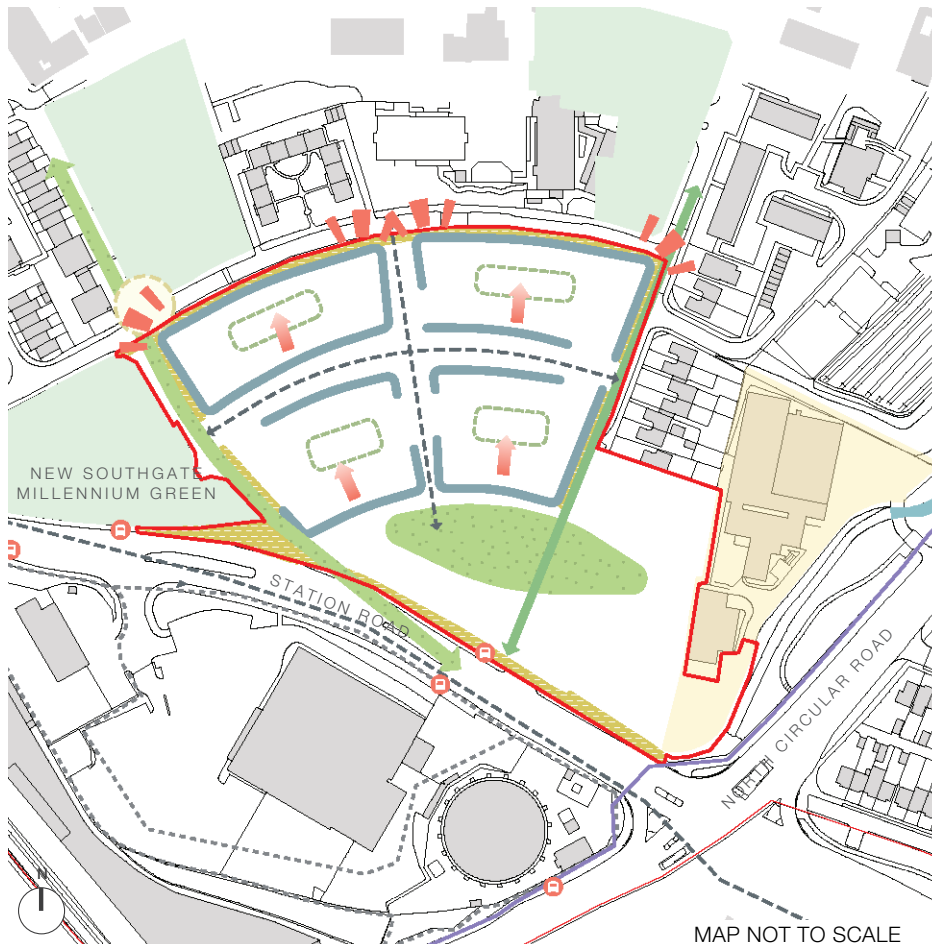 NEW SOUTHGATE
MILLENNIUM GREEN
STATION ROAD
NORTH CIRCULAR ROAD
N
MAP NOT TO SCALE